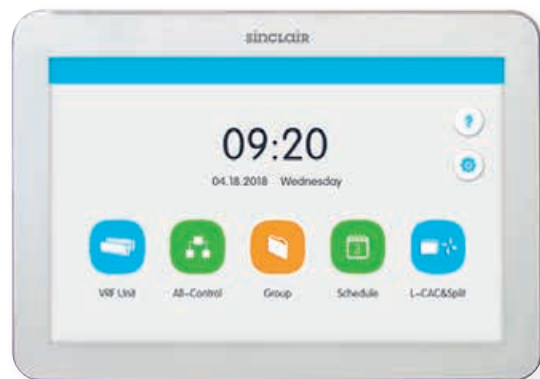 SINCLAIR
09:20
04.18.2018 Wednesday
?
VRF Unit All-Control Group Schedule L-CAC&Split